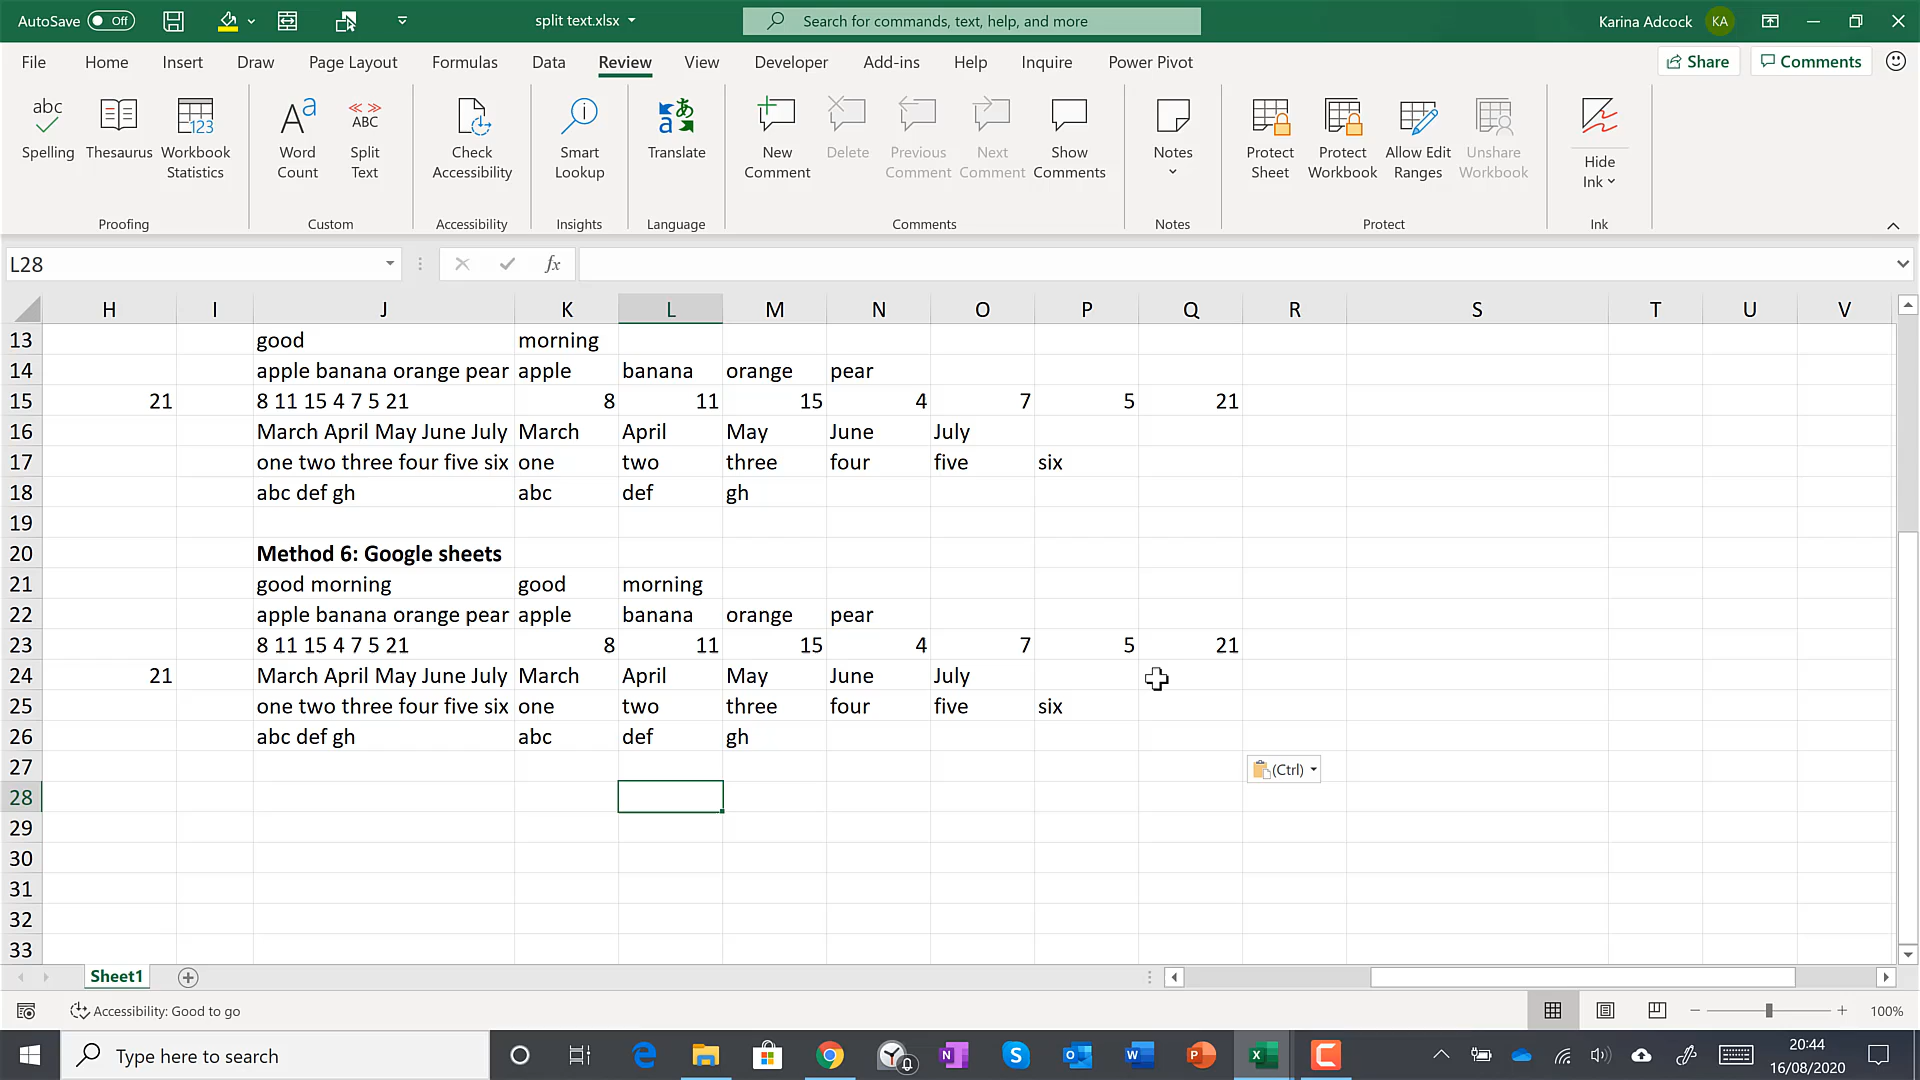 AutoSave Off split text.xlsx Search for commands, text, help, and more Karina Adcock KA
File Home Insert Draw Page Layout Formulas Data Review View Developer Add-ins Help Inquire Power Pivot Share Comments
abc 123 ABC
Spelling Thesaurus Workbook Statistics Word Count Split Text Check Accessibility Smart Lookup Translate New Comment Delete Previous Comment Next Comment Show Comments Notes Protect Sheet Protect Workbook Allow Edit Ranges Unshare Workbook Hide Ink
Proofing Custom Accessibility Insights Language Comments Notes Protect Ink
L28 fx
H I J K L M N O P Q R S T U V
13 good morning
14 apple banana orange pear apple banana orange pear
15 21 8 11 15 4 7 5 21 8 11 15 4 7 5 21
16 March April May June July March April May June July
17 one two three four five six one two three four five six
18 abc def gh abc def gh
19
20 Method 6: Google sheets
21 good morning good morning
22 apple banana orange pear apple banana orange pear
23 8 11 15 4 7 5 21 8 11 15 4 7 5 21
24 21 March April May June July March April May June July
25 one two three four five six one two three four five six
26 abc def gh abc def gh
27 (Ctrl)
28
29
30
31
32
33
Sheet1
Accessibility: Good to go 100%
Type here to search 20:44
16/08/2020